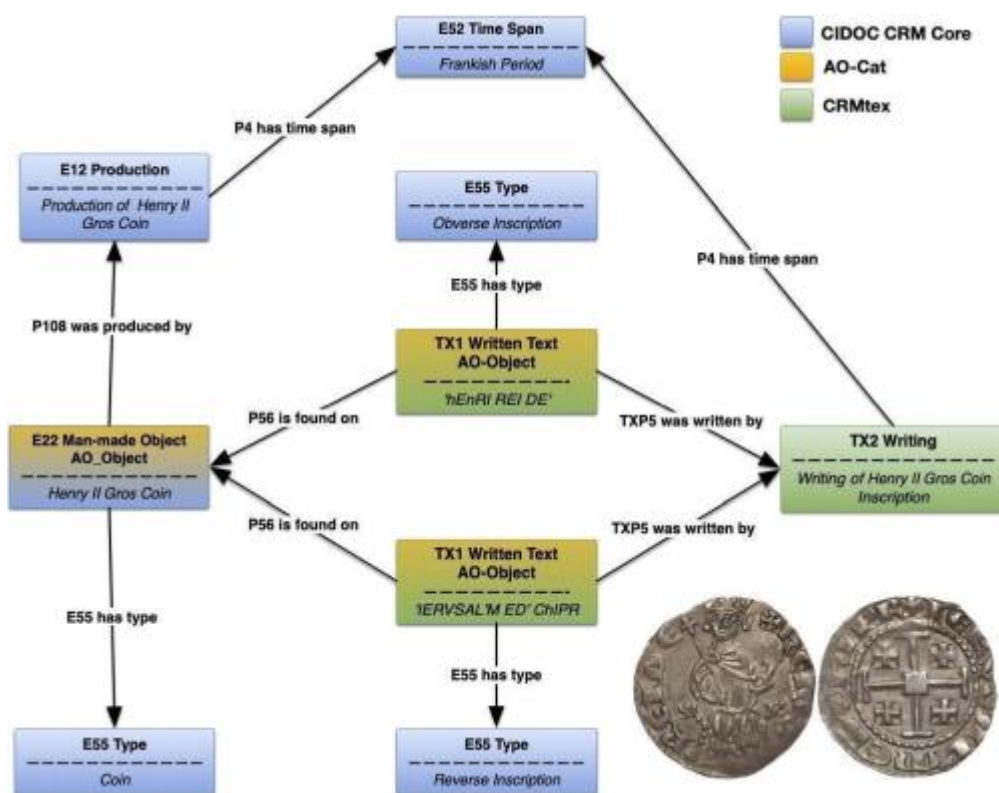 E52 Time Span
Frankish Period
CIDOC CRM Core
AO-Cat
CRMtex
P4 has time span
E12 Production
Production of Henry II
Gros Coin
E55 Type
Obverse Inscription
P4 has time span
E55 has type
P108 was produced by
TX1 Written Text
AO-Object
'hEnRI REI DE'
P56 is found on
TXP5 was written by
E22 Man-made Object
AO_Object
Henry II Gros Coin
TX2 Writing
Writing of Henry II Gros Coin
Inscription
P56 is found on
TXP5 was written by
TX1 Written Text
AO-Object
'IERVSAL'M ED' ChIPR
E55 has type
E55 has type
E55 Type
Coin
E55 Type
Reverse Inscription